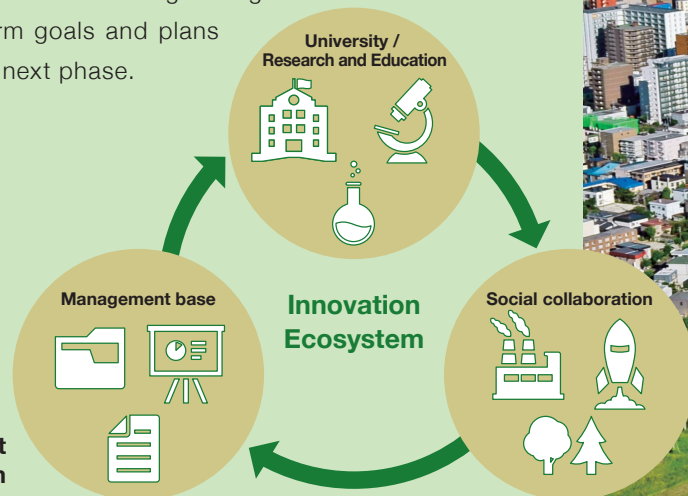 rm goals and plans
next phase.
University /
Research and Education
Management base
Innovation
Ecosystem
Social collaboration